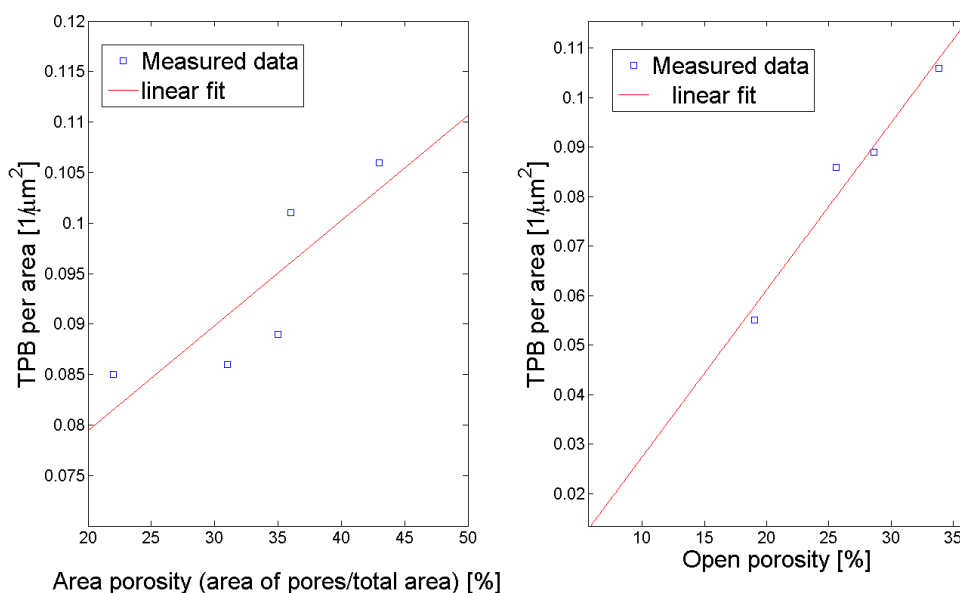 0.12
0.115
0.11
0.105
0.1
0.095
0.09
0.085
0.08
0.075
TPB per area [1/μm²]
Measured data
linear fit
20 25 30 35 40 45 50
Area porosity (area of pores/total area) [%]
0.11
0.1
0.09
0.08
0.07
0.06
0.05
0.04
0.03
0.02
TPB per area [1/μm²]
Measured data
linear fit
10 15 20 25 30 35
Open porosity [%]